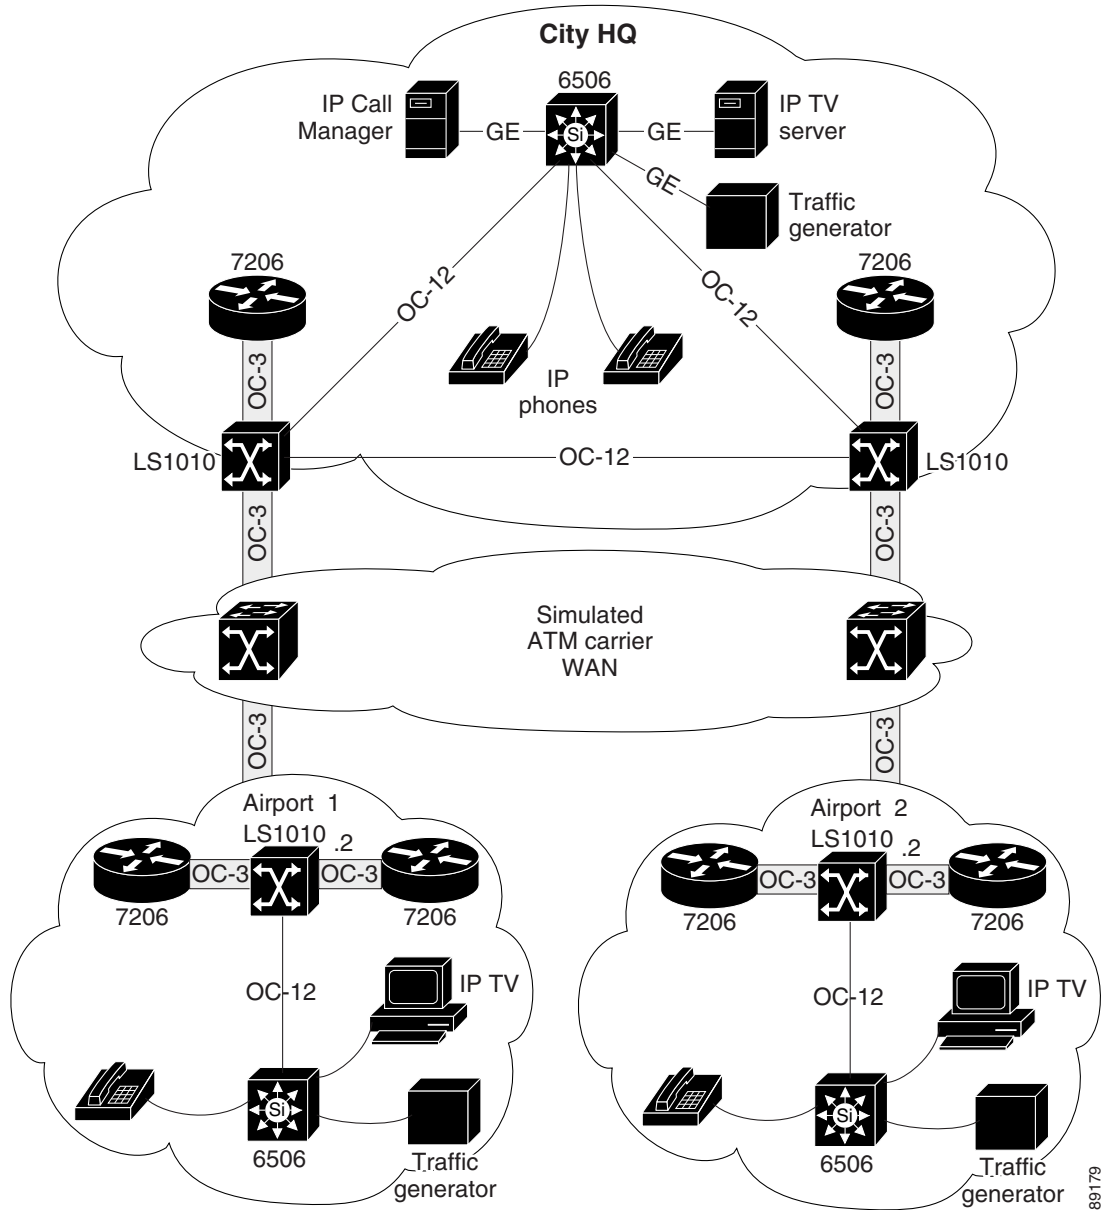 City HQ
6506
IP Call
Manager
GE
GE
IP TV
server
GE
Traffic
generator
7206
7206
OC-12
OC-12
OC-3
OC-3
IP
phones
LS1010
OC-12
LS1010
OC-3
OC-3
Simulated
ATM carrier
WAN
OC-3
OC-3
Airport 1
LS1010
.2
OC-3
OC-3
7206
7206
OC-12
IP TV
Si
6506
Traffic
generator
Airport 2
LS1010
.2
OC-3
OC-3
7206
7206
OC-12
IP TV
Si
6506
Traffic
generator
Si
89179